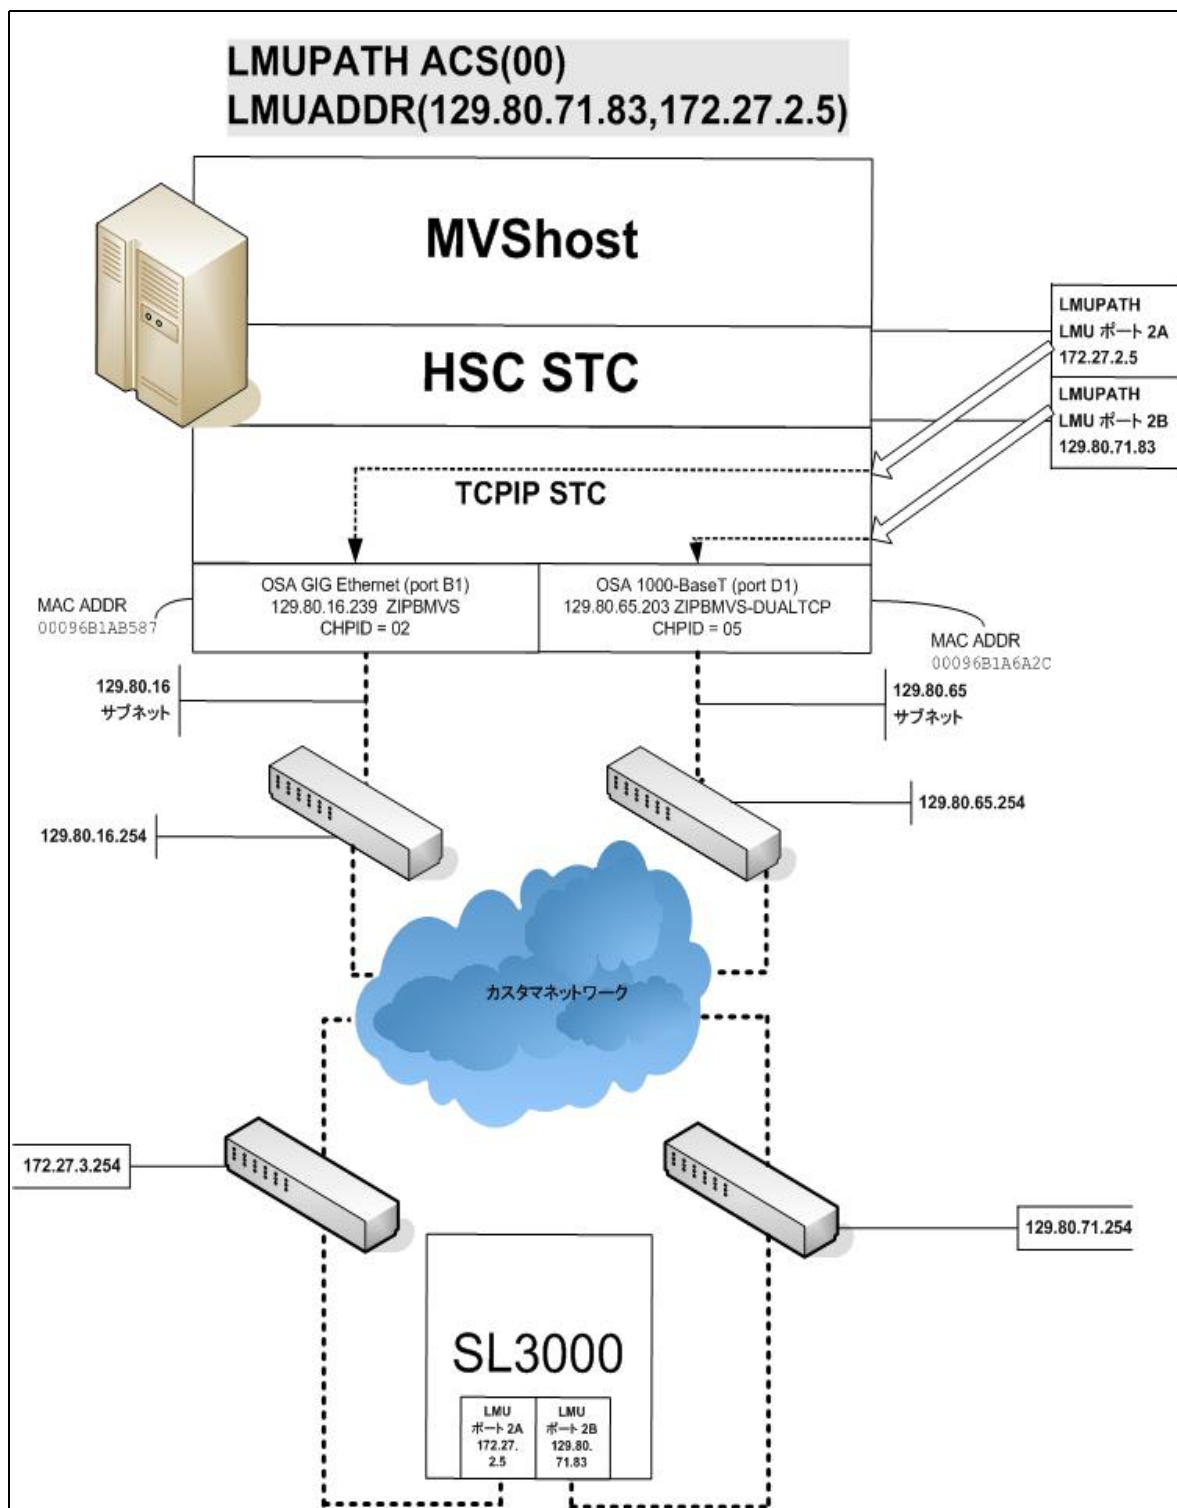 LMUPATH ACS(00)
LMUADDR(129.80.71.83,172.27.2.5)
MVShost
HSC STC
LMUPATH
LMU ポート 2A
172.27.2.5
LMUPATH
LMU ポート 2B
129.80.71.83
TCPIP STC
OSA GIG Ethernet (port B1)
129.80.16.239 ZIPBMVS
CHPID = 02
OSA 1000-BaseT (port D1)
129.80.65.203 ZIPBMVS-DUALTCP
CHPID = 05
MAC ADDR
00096B1AB587
MAC ADDR
00096B1A6A2C
129.80.16
サブネット
129.80.65
サブネット
129.80.16.254
129.80.65.254
カスタマネットワーク
172.27.3.254
129.80.71.254
SL3000
LMU
ポート 2A
172.27.
2.5
LMU
ポート 2B
129.80.
71.83